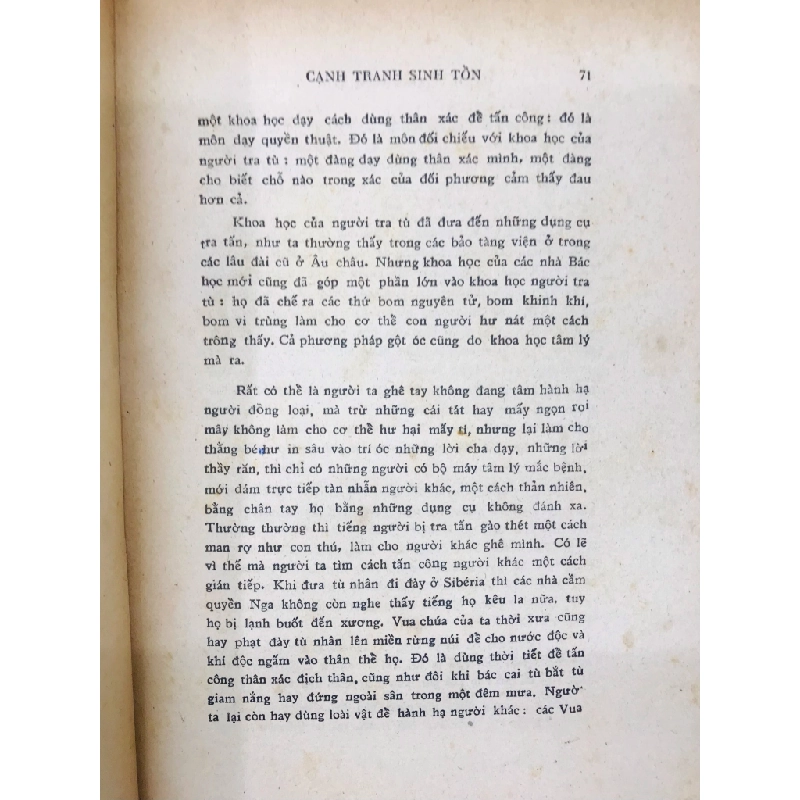 CẠNH TRANH SINH TỒN 71
một khoa học dạy cách dùng thân xác để tấn công: đó là
môn dạy quyền thuật. Đó là môn đối chiếu với khoa học của
người tra tù: một đàng dạy dùng thân xác mình, một đàng
cho biết chỗ nào trong xác của đối phương cảm thấy đau
hơn cả.
Khoa học của người tra tù đã đưa đến những dụng cụ
tra tấn, như ta thường thấy trong các bảo tàng viện ở trong
các lâu đài cũ ở Âu châu. Nhưng khoa học của các nhà Bác
học mới cũng đã góp một phần lớn vào khoa học người tra
tù: họ đã chế ra các thứ bom nguyên tử, bom khinh khí,
bom vi trùng làm cho cơ thể con người hư nát một cách
trông thấy. Cả phương pháp gột óc cũng do khoa học tâm lý
mà ra.
Rất có thể là người ta ghê tay không đang tâm hành hạ
người đồng loại, mà trừ những cái tát hay mấy ngọn roi
mây không làm cho cơ thể hư hại mấy tí, nhưng lại làm cho
thằng bé hư in sâu vào trí óc những lời cha dạy, những lời
thầy răn, thì chỉ có những người có bộ máy tâm lý mắc bệnh,
mới dám trực tiếp tàn nhẫn người khác, một cách thản nhiên,
bằng chân tay họ bằng những dụng cụ không đánh xa.
Thường thường thì tiếng người bị tra tấn gào thét một cách
man rợ như con thú, làm cho người khác ghê mình. Có lẽ
vì thế mà người ta tìm cách tấn công người khác một cách
gián tiếp. Khi đưa tù nhân đi đày ở Sibéria thì các nhà cầm
quyền Nga không còn nghe thấy tiếng họ kêu la nữa, tuy
họ bị lạnh buốt đến xương. Vua chúa của ta thời xưa cũng
hay phạt đày tù nhân lên miền rừng núi để cho nước độc và
khí độc ngấm vào thân thể họ. Đó là dùng thời tiết để tấn
công thân xác địch thân, cũng như đôi khi bác cai tù bắt tù
giam nắng hay đứng ngoài sân trong một đêm mưa. Ngườ
ta lại còn hay dùng loài vật để hành hạ người khác: các Vua